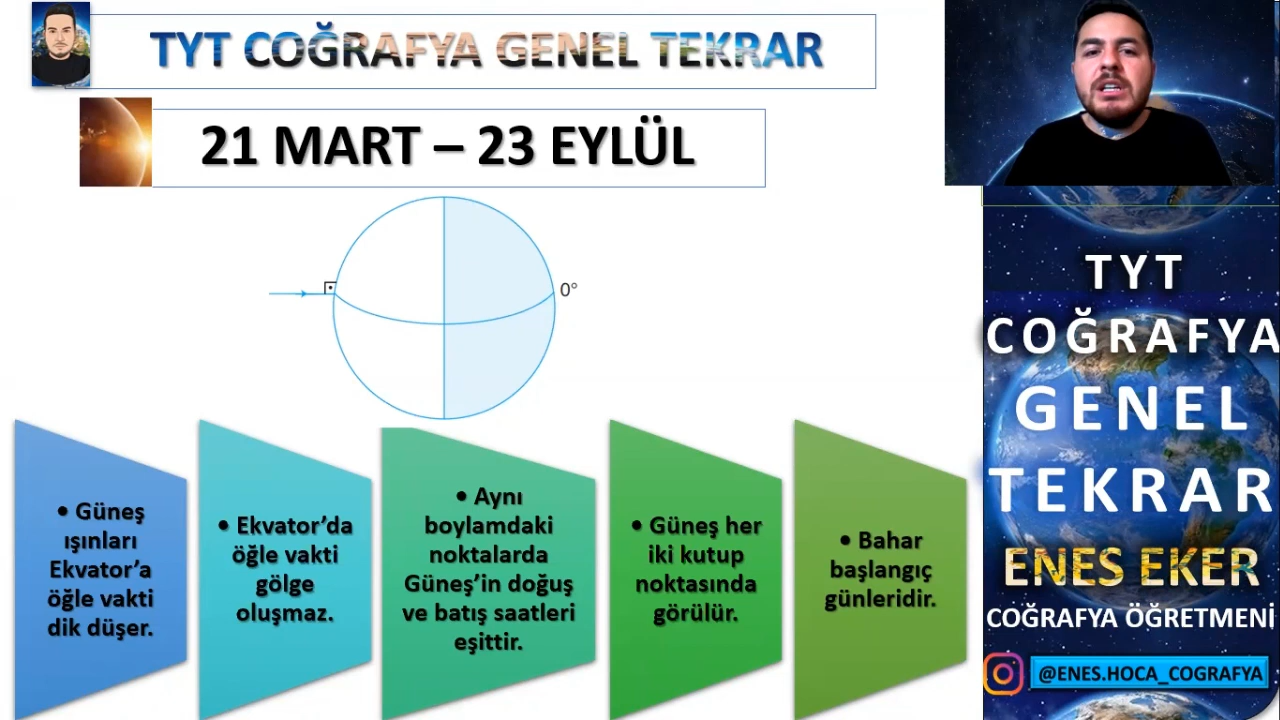 TYT COĞRAFYA GENEL TEKRAR
21 MART – 23 EYLÜL
0°
• Güneş
ışınları
Ekvator’a
öğle vakti
dik düşer.
• Ekvator’da
öğle vakti
gölge
oluşmaz.
• Aynı
boylamdaki
noktalarda
Güneş’in doğuş
ve batış saatleri
eşittir.
• Güneş her
iki kutup
noktasında
görülür.
• Bahar
başlangıç
günleridir.
TYT
COĞRAFYA
GENEL
TEKRAR
ENES EKER
COĞRAFYA ÖĞRETMENİ
@ENES.HOCA_COGRAFYA